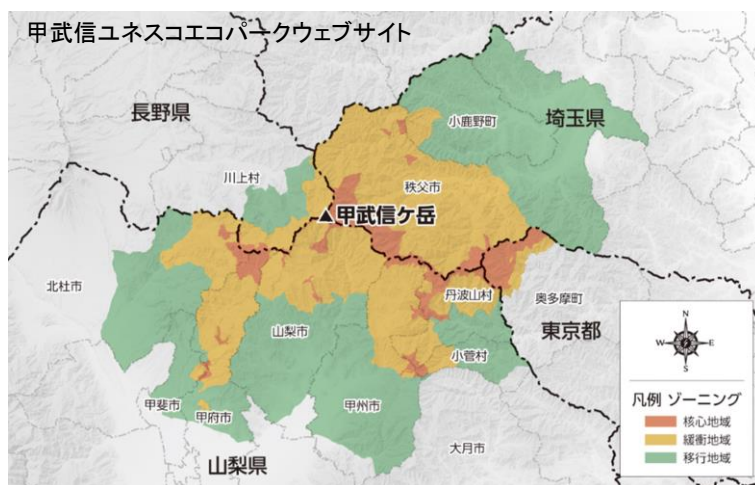 甲武信ユネスコエコパークウェブサイト
長野県
小鹿野町
埼玉県
川上村
秩父市
▲甲武信ケ岳
北杜市
丹波山村
奥多摩町
山梨市
東京都
小菅村
甲斐市
甲府市
甲州市
大月市
山梨県
N
W
E
S
凡例 ゾーニング
核心地域
緩衝地域
移行地域